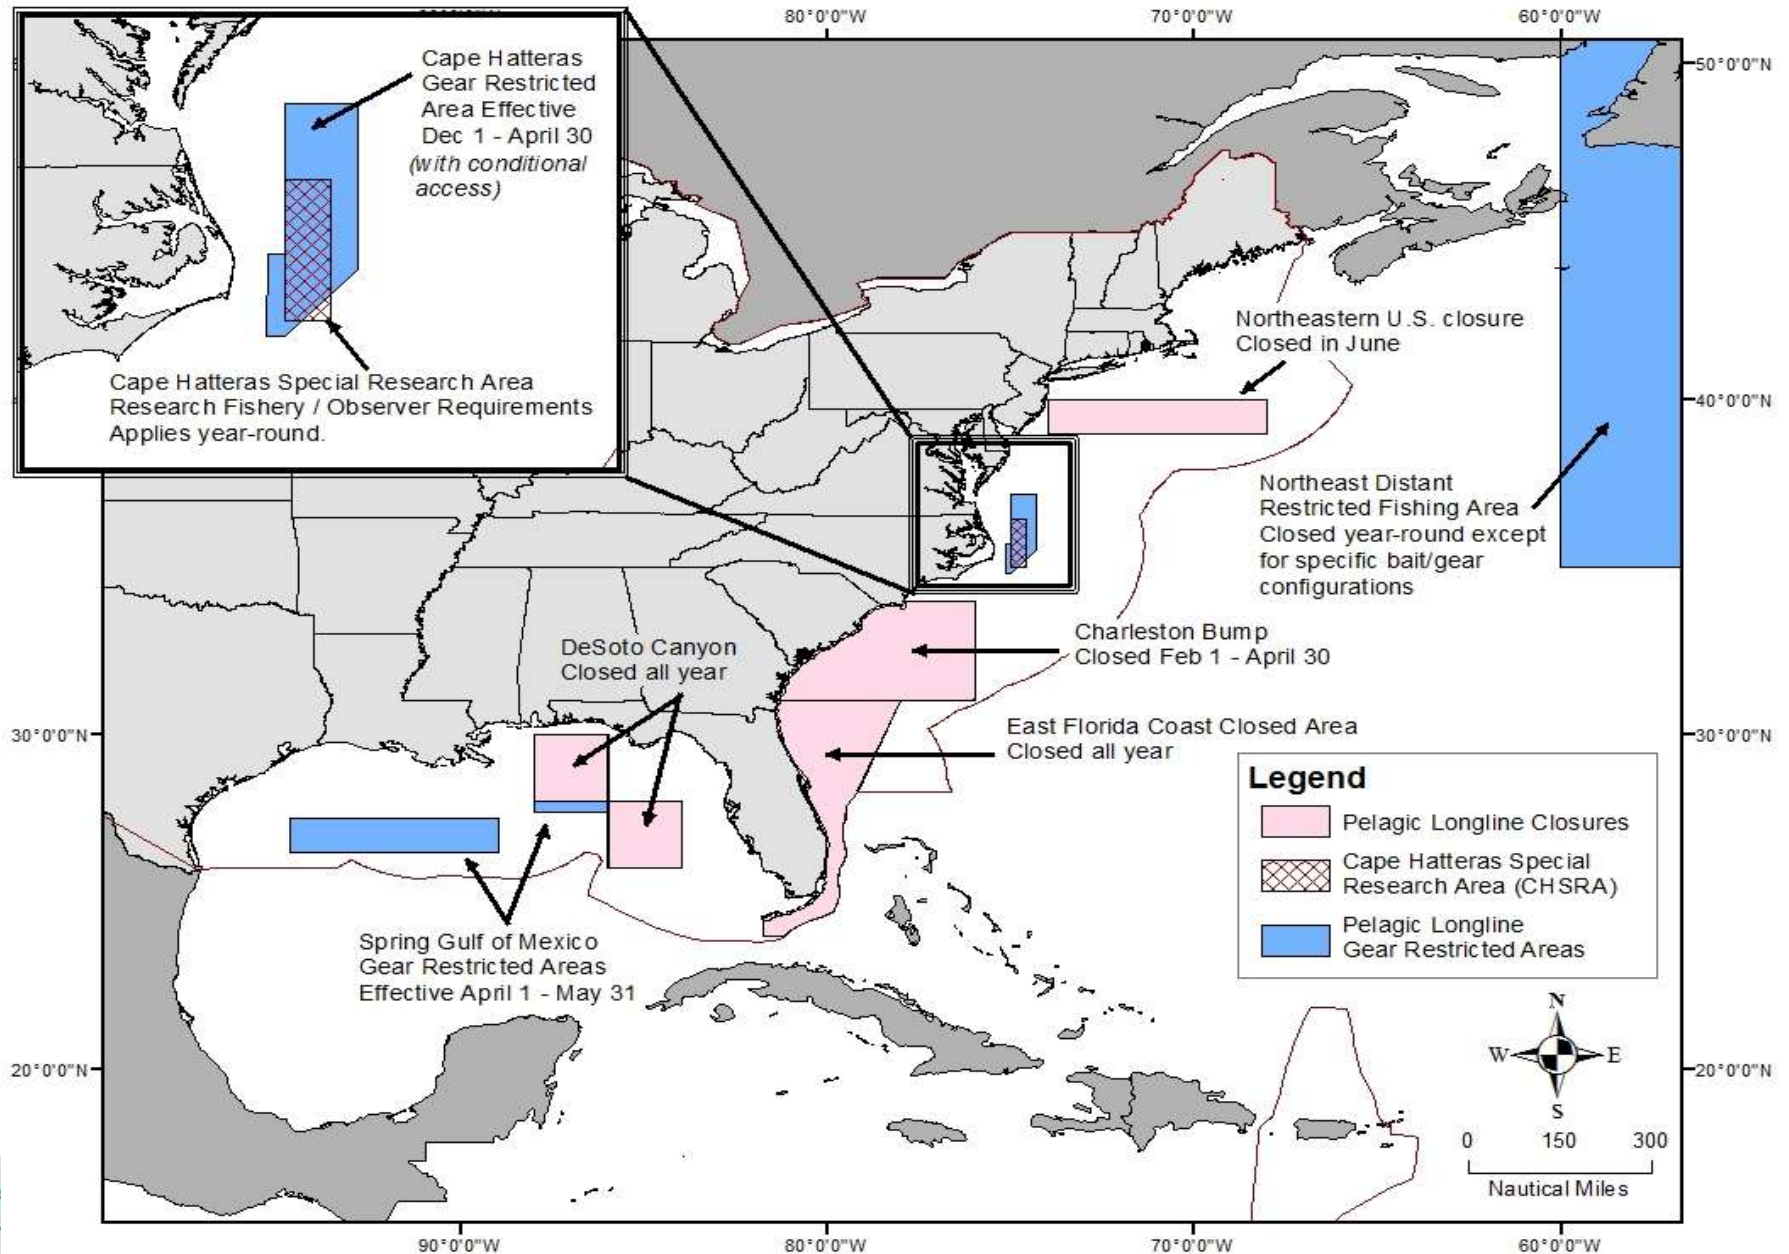 80°0'0"W
70°0'0"W
60°0'0"W
Cape Hatteras
Gear Restricted
Area Effective
Dec 1 - April 30
(with conditional
access)
Cape Hatteras Special Research Area
Research Fishery / Observer Requirements
Applies year-round.
50°0'0"N
Northeastern U.S. closure
Closed in June
40°0'0"N
Northeast Distant
Restricted Fishing Area
Closed year-round except
for specific bait/gear
configurations
DeSoto Canyon
Closed all year
Charleston Bump
Closed Feb 1 - April 30
East Florida Coast Closed Area
Closed all year
30°0'0"N
30°0'0"N
Legend
Pelagic Longline Closures
Cape Hatteras Special
Research Area (CHSRA)
Pelagic Longline
Gear Restricted Areas
Spring Gulf of Mexico
Gear Restricted Areas
Effective April 1 - May 31
N
W
E
S
20°0'0"N
20°0'0"N
0 150 300
Nautical Miles
90°0'0"W
80°0'0"W
70°0'0"W
60°0'0"W